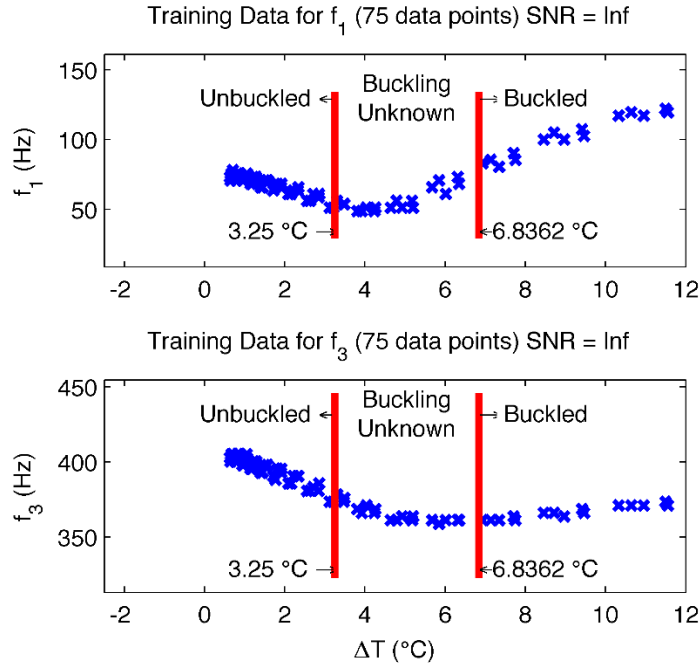 Training Data for f1 (75 data points) SNR = Inf
150
100
50
0
f1 (Hz)
Unbuckled
Buckling
Unknown
Buckled
3.25 °C
6.8362 °C
-2 0 2 4 6 8 10 12
Training Data for f3 (75 data points) SNR = Inf
450
400
350
f3 (Hz)
Unbuckled
Buckling
Unknown
Buckled
3.25 °C
6.8362 °C
-2 0 2 4 6 8 10 12
ΔT (°C)